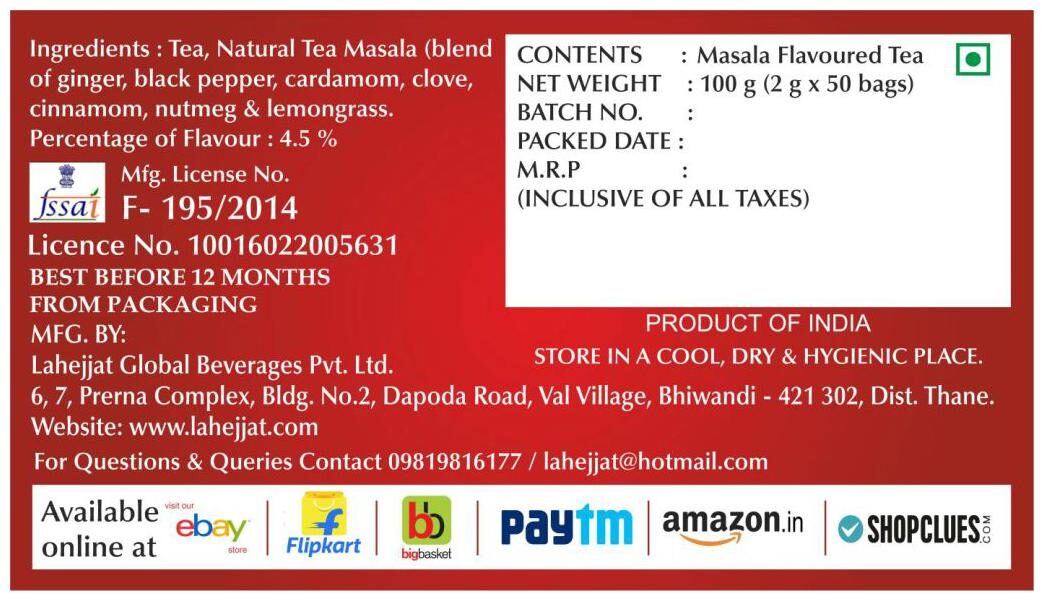 Ingredients : Tea, Natural Tea Masala (blend
of ginger, black pepper, cardamom, clove,
cinnamom, nutmeg & lemongrass.
Percentage of Flavour : 4.5 %
fssai
Mfg. License No.
F- 195/2014
Licence No. 10016022005631
BEST BEFORE 12 MONTHS
FROM PACKAGING
MFG. BY:
Lahejjat Global Beverages Pvt. Ltd.
6, 7, Prerna Complex, Bldg. No.2, Dapoda Road, Val Village, Bhiwandi - 421 302, Dist. Thane.
Website: www.lahejjat.com
For Questions & Queries Contact 09819816177 / lahejjat@hotmail.com
CONTENTS : Masala Flavoured Tea
NET WEIGHT : 100 g (2 g x 50 bags)
BATCH NO. :
PACKED DATE :
M.R.P :
(INCLUSIVE OF ALL TAXES)
PRODUCT OF INDIA
STORE IN A COOL, DRY & HYGIENIC PLACE.
Available
online at
visit our
ebay
store
f
Flipkart
bb
bigbasket
paytm
amazon.in
SHOPCLUES.COM